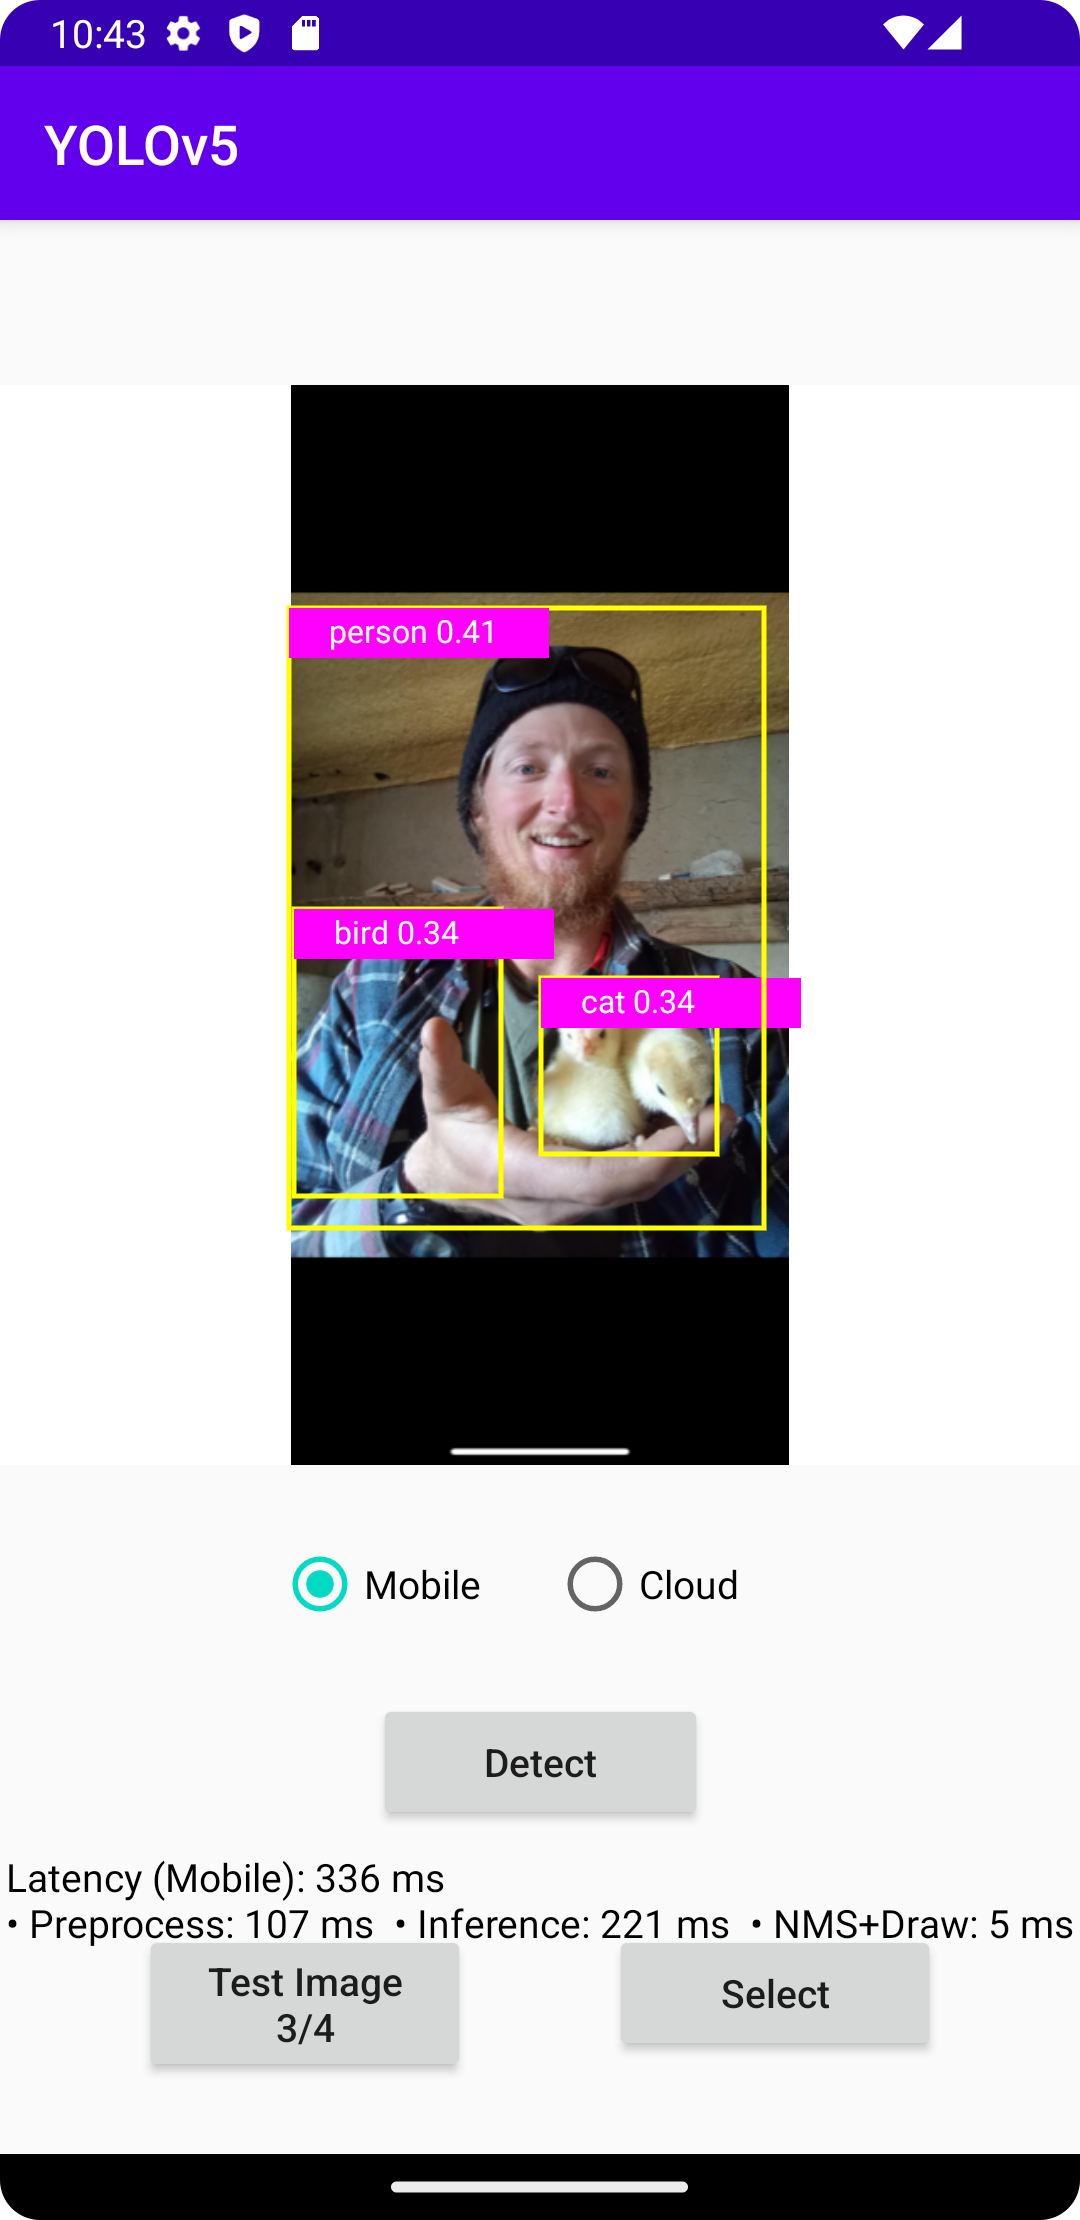 10:43
YOLOv5
person 0.41
bird 0.34
cat 0.34
Mobile
Cloud
Detect
Latency (Mobile): 336 ms
• Preprocess: 107 ms • Inference: 221 ms • NMS+Draw: 5 ms
Test Image
3/4
Select